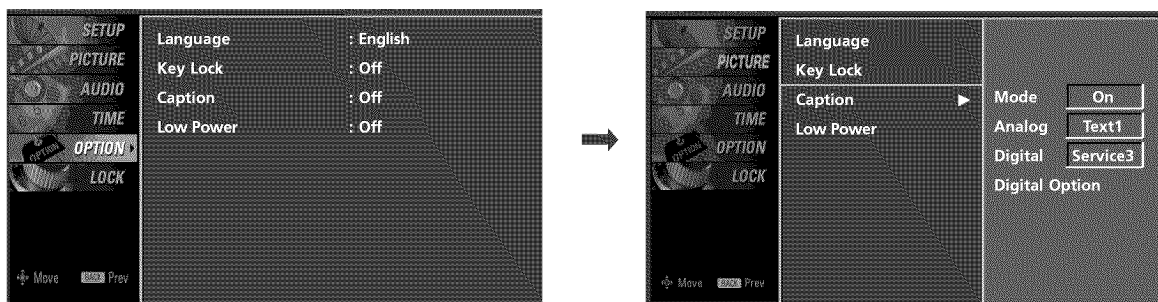 SETUP
PICTURE
AUDIO
TIME
OPTION
LOCK
Language : English
Key Lock : Off
Caption : Off
Low Power : Off
Move BACK Prev
SETUP
PICTURE
AUDIO
TIME
OPTION
LOCK
Language
Key Lock
Caption
Low Power
Mode On
Analog Text1
Digital Service3
Digital Option
Move BACK Prev